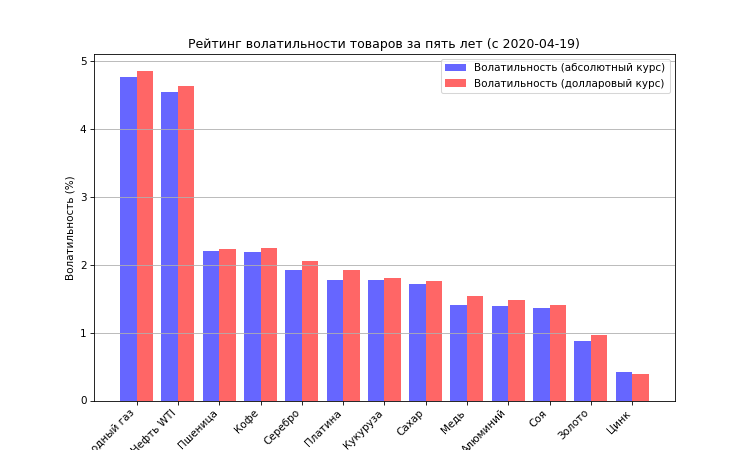 Рейтинг волатильности товаров за пять лет (с 2020-04-19)
Волатильность (абсолютный курс)
Волатильность (долларовый курс)
Волатильность (%)
5
4
3
2
1
0
одный газ
Нефть WTI
Пшеница
Кофе
Серебро
Платина
Кукуруза
Сахар
Медь
Алюминий
Соя
Золото
Цинк